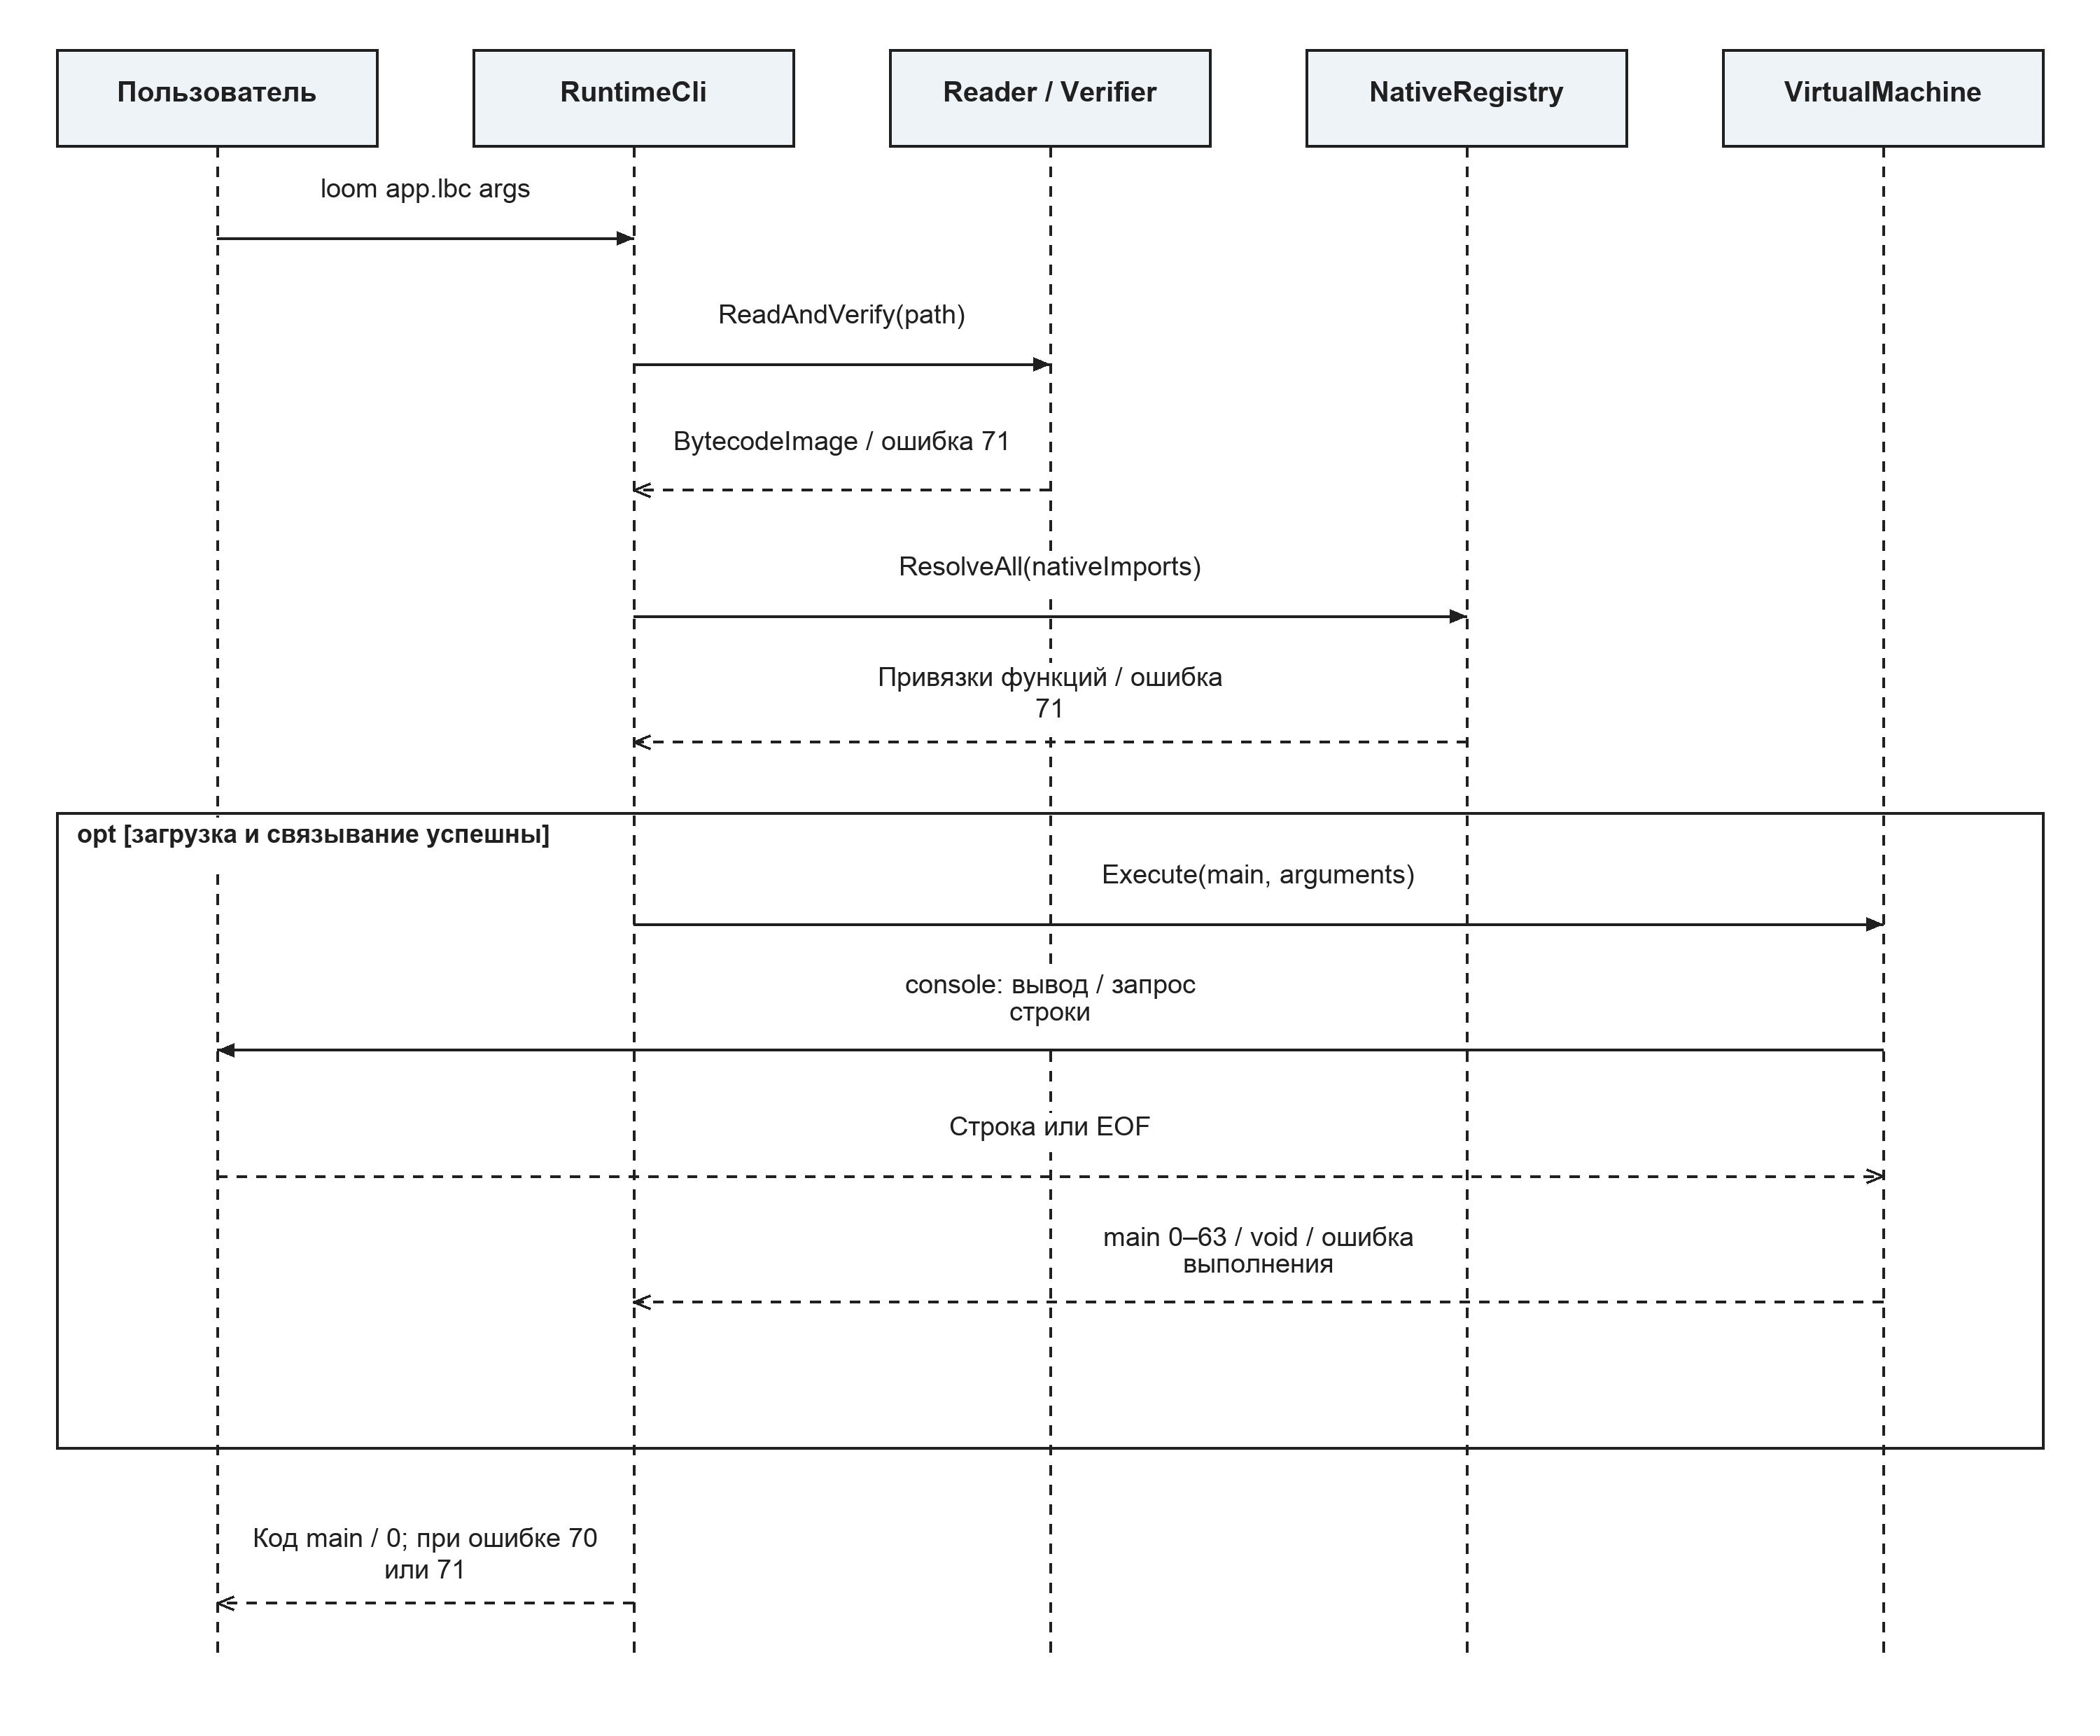 Пользователь
RuntimeCli
Reader / Verifier
NativeRegistry
VirtualMachine
loom app.lbc args
ReadAndVerify(path)
BytecodeImage / ошибка 71
ResolveAll(nativeImports)
Привязки функций / ошибка
71
opt [загрузка и связывание успешны]
Execute(main, arguments)
console: вывод / запрос
строки
Строка или EOF
main 0–63 / void / ошибка
выполнения
Код main / 0; при ошибке 70
или 71